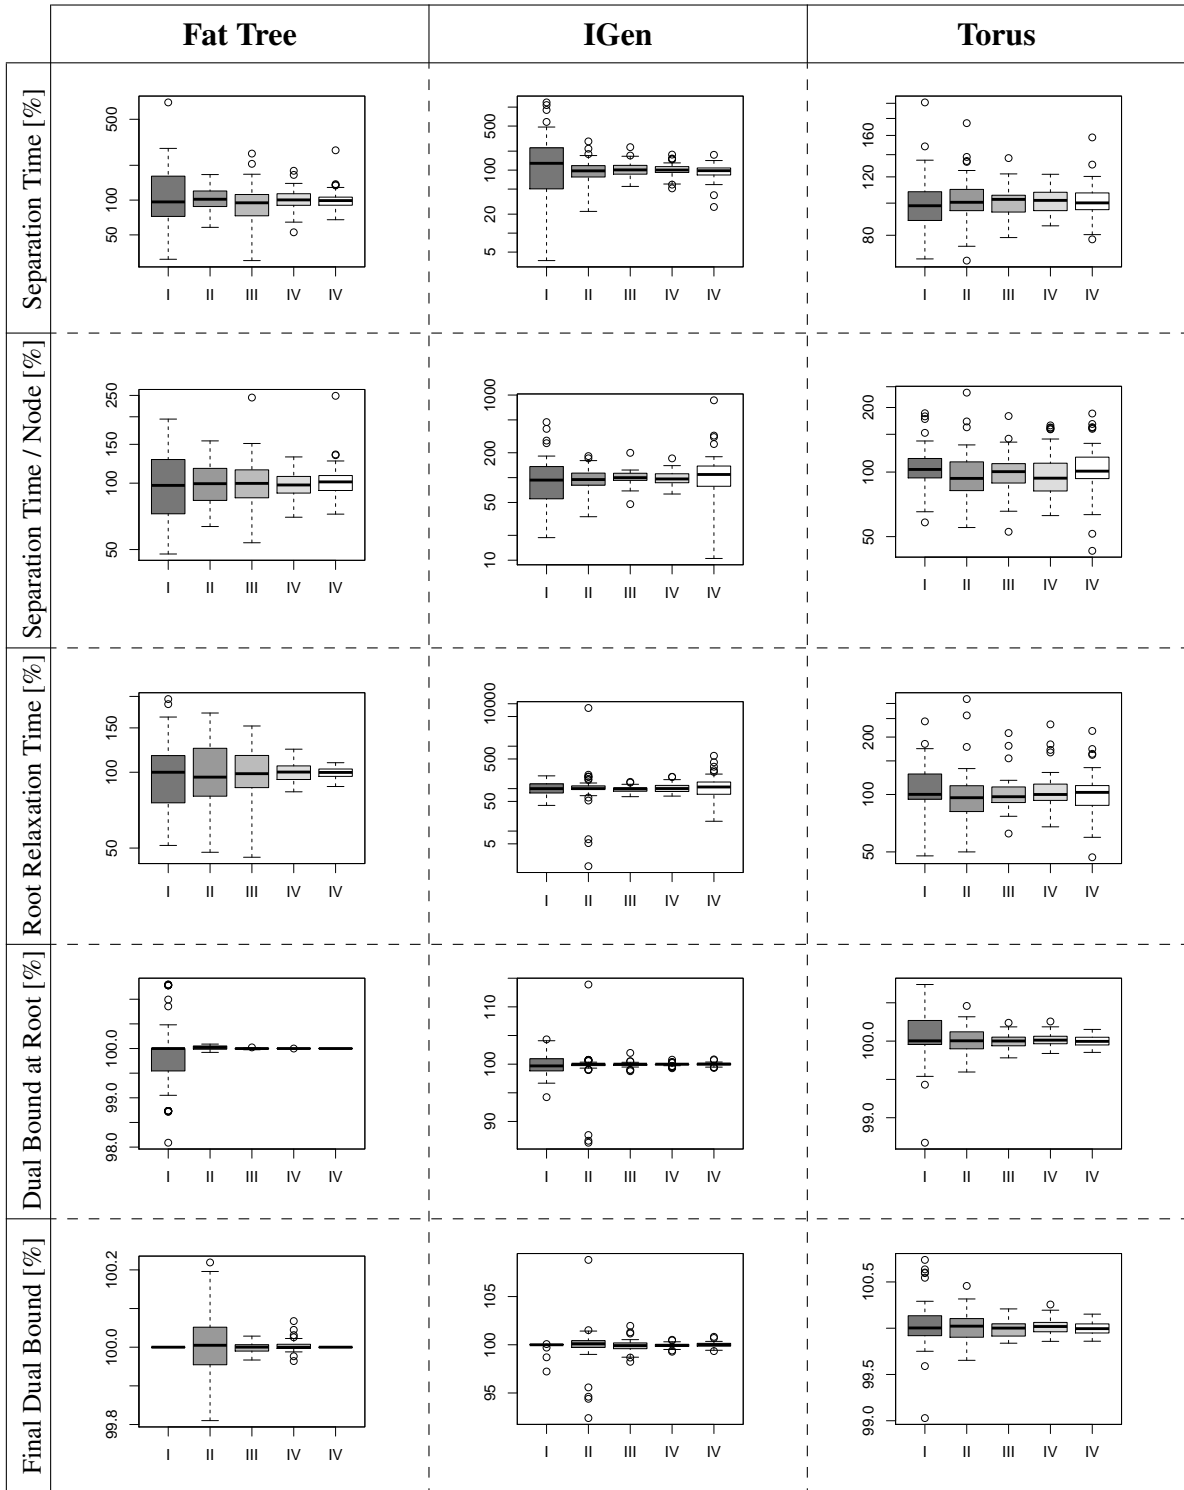 Fat Tree IGen Torus
Separation Time [%]
500
100
50
I II III IV IV
500
100
20
5
I II III IV IV
160
120
80
I II III IV IV
Separation Time / Node [%]
250
150
100
50
I II III IV IV
1000
200
50
10
I II III IV IV
200
100
50
I II III IV IV
Root Relaxation Time [%]
150
100
50
I II III IV IV
10000
500
50
5
I II III IV IV
200
100
50
I II III IV IV
Dual Bound at Root [%]
100.0
99.0
98.0
I II III IV IV
110
100
90
I II III IV IV
100.0
99.0
I II III IV IV
Final Dual Bound [%]
100.2
100.0
99.8
I II III IV IV
105
100
95
I II III IV IV
100.5
99.5
99.0
I II III IV IV